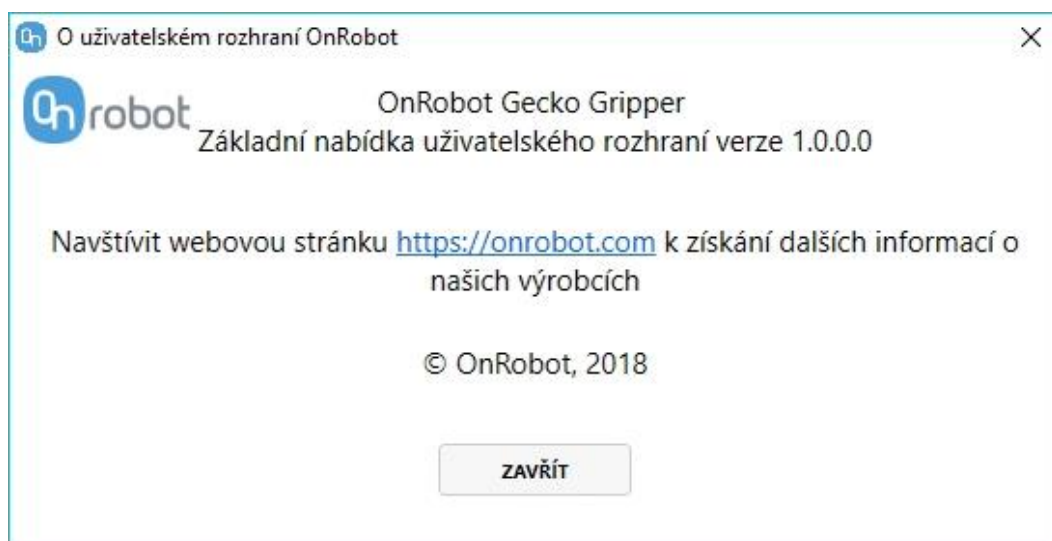 O uživatelském rozhraní OnRobot
On robot
OnRobot Gecko Gripper
Základní nabídka uživatelského rozhraní verze 1.0.0.0
Navštívit webovou stránku https://onrobot.com k získání dalších informací o
našich výrobcích
© OnRobot, 2018
ZAVŘÍT